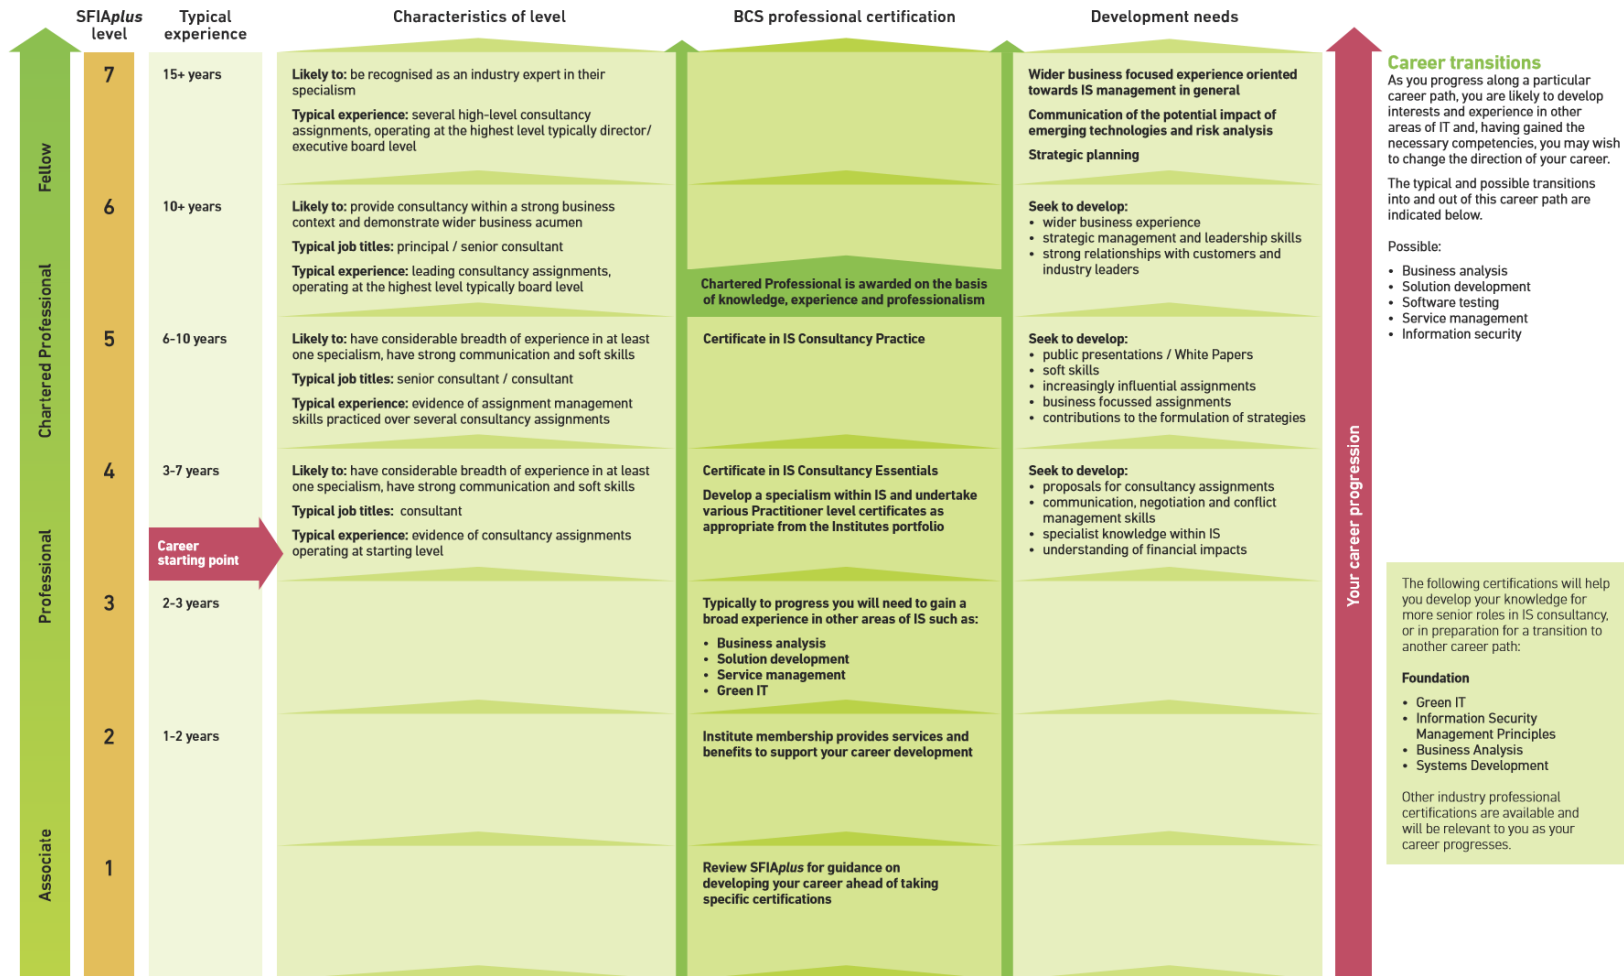 SFIAplus level
Typical experience
Characteristics of level
BCS professional certification
Development needs
Fellow
Chartered Professional
Professional
Associate
7
15+ years
Likely to: be recognised as an industry expert in their
specialism
Typical experience: several high-level consultancy
assignments, operating at the highest level typically director/
executive board level
Wider business focused experience oriented
towards IS management in general
Communication of the potential impact of
emerging technologies and risk analysis
Strategic planning
6
10+ years
Likely to: provide consultancy within a strong business
context and demonstrate wider business acumen
Typical job titles: principal / senior consultant
Typical experience: leading consultancy assignments,
operating at the highest level typically board level
Chartered Professional is awarded on the basis
of knowledge, experience and professionalism
Seek to develop:
• wider business experience
• strategic management and leadership skills
• strong relationships with customers and
industry leaders
5
6-10 years
Likely to: have considerable breadth of experience in at least
one specialism, have strong communication and soft skills
Typical job titles: senior consultant / consultant
Typical experience: evidence of assignment management
skills practiced over several consultancy assignments
Certificate in IS Consultancy Practice
Seek to develop:
• public presentations / White Papers
• soft skills
• increasingly influential assignments
• business focussed assignments
• contributions to the formulation of strategies
4
3-7 years
Likely to: have considerable breadth of experience in at least
one specialism, have strong communication and soft skills
Typical job titles: consultant
Typical experience: evidence of consultancy assignments
operating at starting level
Certificate in IS Consultancy Essentials
Develop a specialism within IS and undertake
various Practitioner level certificates as
appropriate from the Institutes portfolio
Seek to develop:
• proposals for consultancy assignments
• communication, negotiation and conflict
management skills
• specialist knowledge within IS
• understanding of financial impacts
Career
starting point
3
2-3 years
Typically to progress you will need to gain a
broad experience in other areas of IS such as:
• Business analysis
• Solution development
• Service management
• Green IT
2
1-2 years
Institute membership provides services and
benefits to support your career development
1
Review SFIAplus for guidance on
developing your career ahead of taking
specific certifications
Your career progression
Career transitions
As you progress along a particular
career path, you are likely to develop
interests and experience in other
areas of IT and, having gained the
necessary competencies, you may wish
to change the direction of your career.
The typical and possible transitions
into and out of this career path are
indicated below.
Possible:
• Business analysis
• Solution development
• Software testing
• Service management
• Information security
The following certifications will help
you develop your knowledge for
more senior roles in IS consultancy,
or in preparation for a transition to
another career path:
Foundation
• Green IT
• Information Security
Management Principles
• Business Analysis
• Systems Development
Other industry professional
certifications are available and
will be relevant to you as your
career progresses.